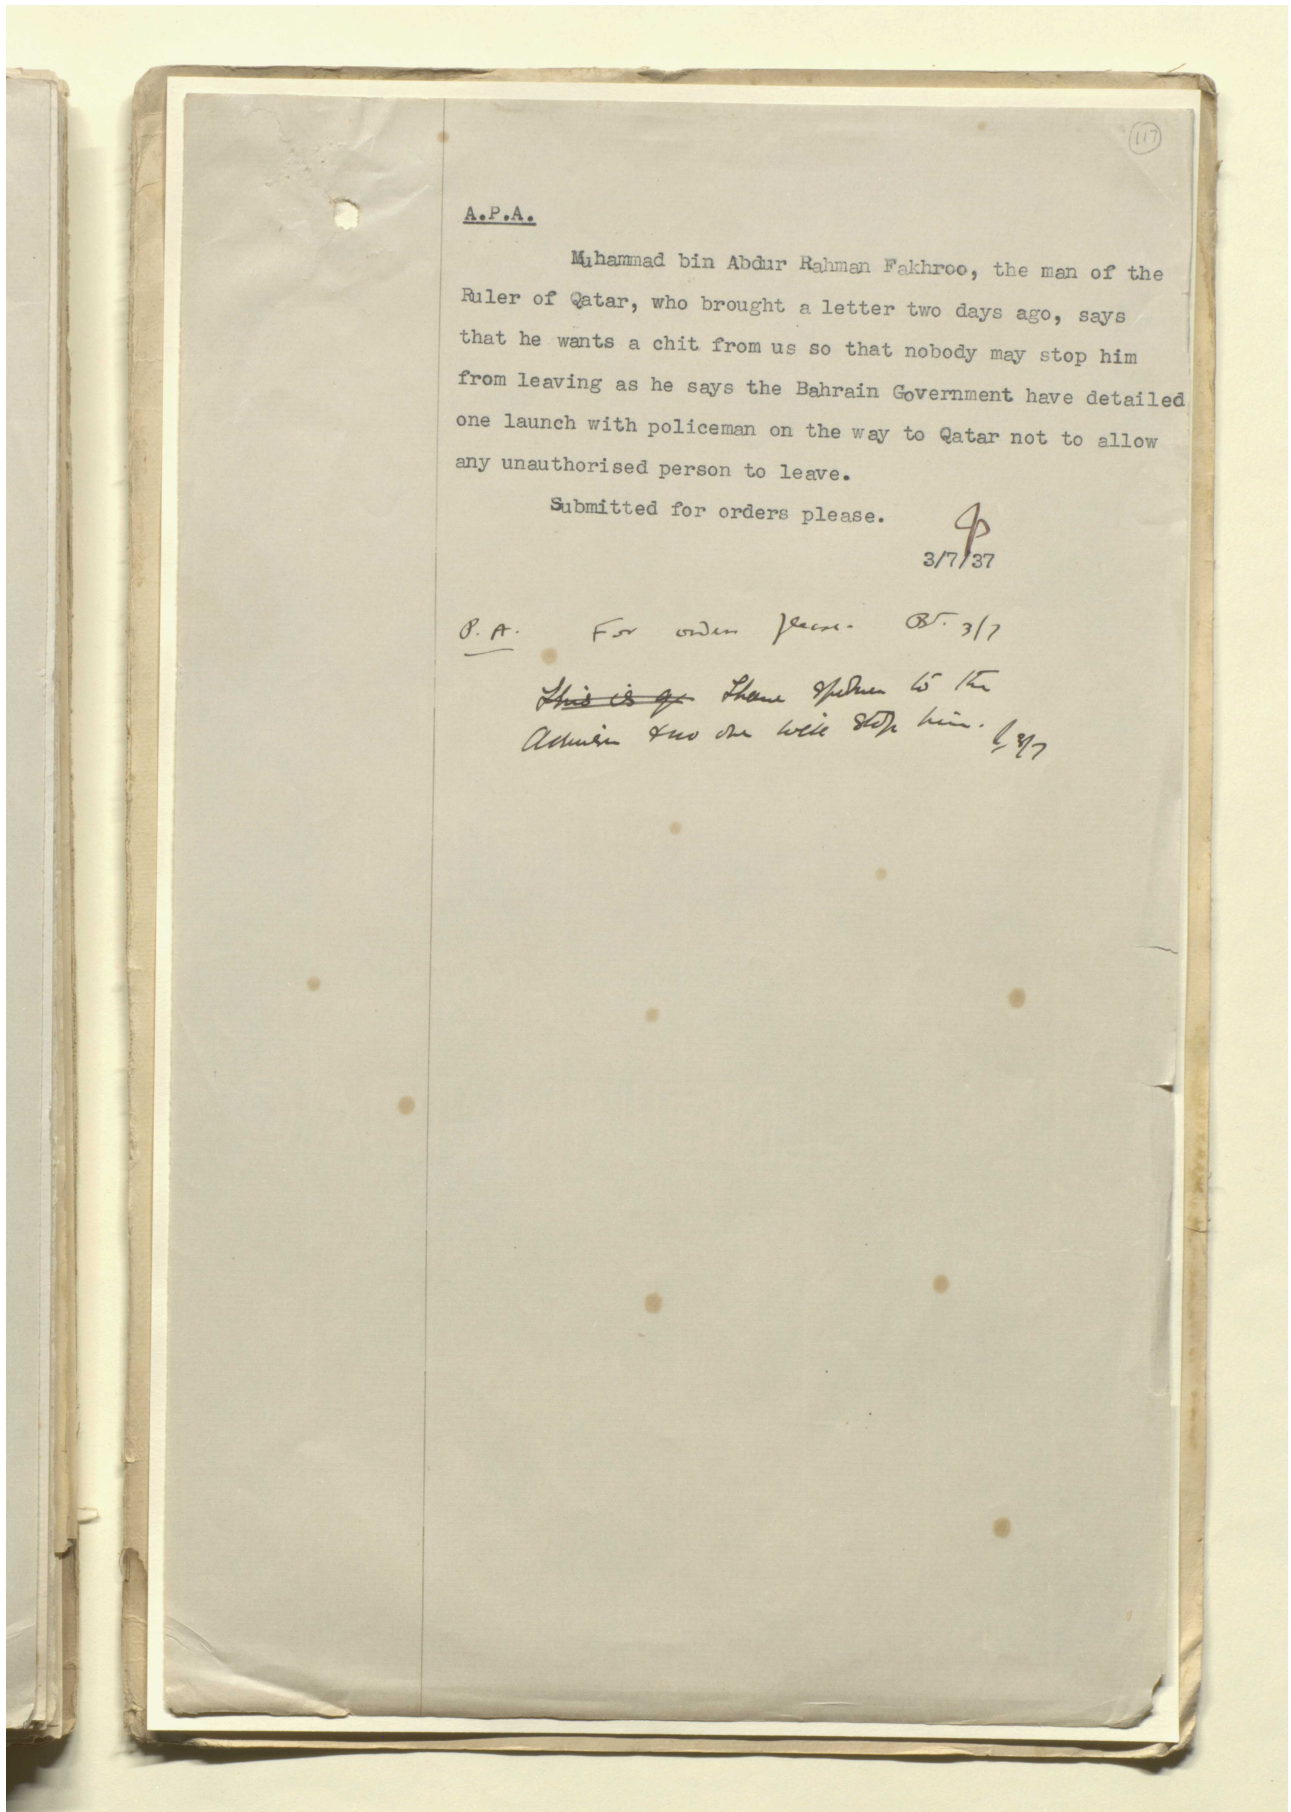 117
A.P.A.
Muhammad bin Abdur Rahman Fakhroo, the man of the
Ruler of Qatar, who brought a letter two days ago, says
that he wants a chit from us so that nobody may stop him
from leaving as he says the Bahrain Government have detailed
one launch with policeman on the way to Qatar not to allow
any unauthorised person to leave.
Submitted for orders please.
3/7/37
P.A. For orders please. 3/7
This is I have spoken to the
Adviser & no one will stop him. 3/7